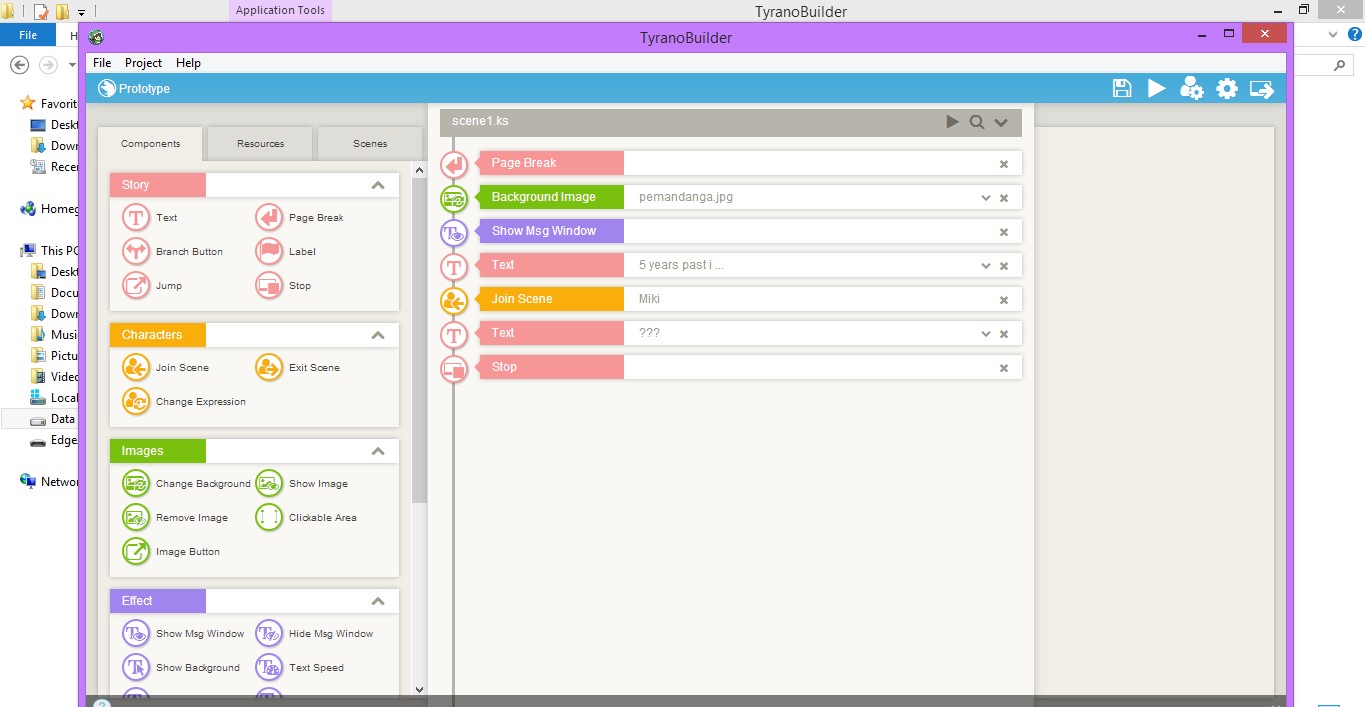 Application Tools
TyranoBuilder
File
H
TyranoBuilder
File Project Help
Prototype
Favorit
Deskt
Down
Recen
Homeg
This PC
Deskt
Docu
Down
Music
Pictu
Video
Local
Data
Edge
Networ
Components Resources Scenes
Story
Text Page Break
Branch Button Label
Jump Stop
Characters
Join Scene Exit Scene
Change Expression
Images
Change Background Show Image
Remove Image Clickable Area
Image Button
Effect
Show Msg Window Hide Msg Window
Show Background Text Speed
scene1.ks
Page Break
Background Image pemandanga.jpg
Show Msg Window
Text 5 years past i ...
Join Scene Miki
Text ???
Stop